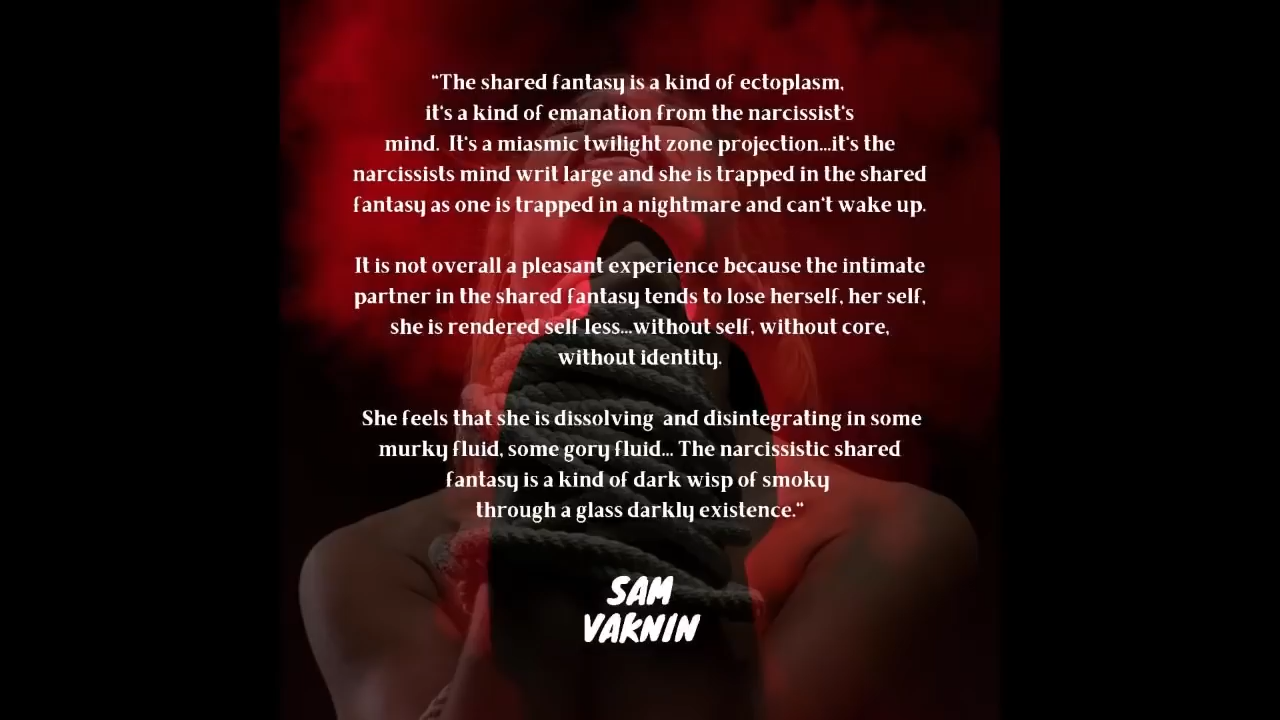 “The shared fantasy is a kind of ectoplasm,
it's a kind of emanation from the narcissist's
mind.  It's a miasmic twilight zone projection...it's the
narcissists mind writ large and she is trapped in the shared
fantasy as one is trapped in a nightmare and can't wake up.
It is not overall a pleasant experience because the intimate
partner in the shared fantasy tends to lose herself, her self,
she is rendered self less...without self, without core,
without identity.
She feels that she is dissolving  and disintegrating in some
murky fluid, some gory fluid... The narcissistic shared
fantasy is a kind of dark wisp of smoky
through a glass darkly existence.“
SAM
VAKNIN